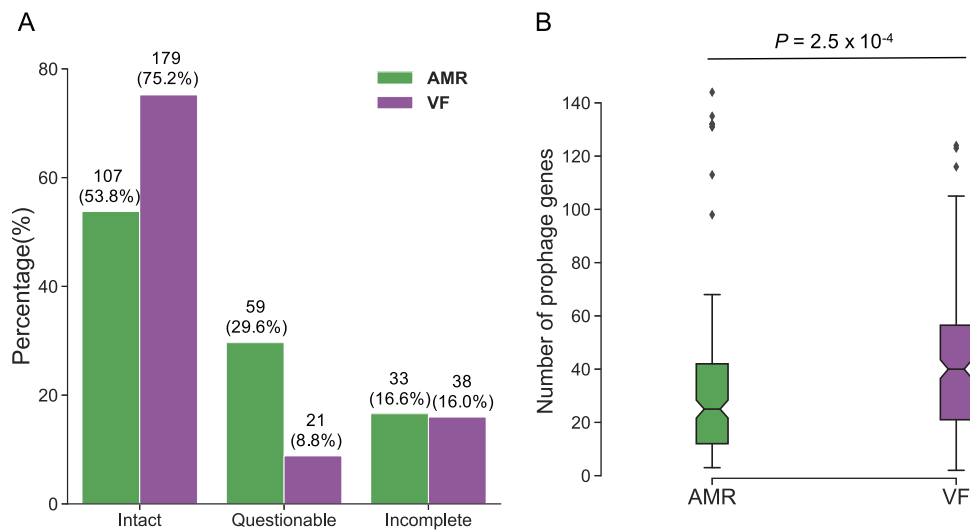 A
179
(75.2%)
AMR
VF
107
(53.8%)
59
(29.6%)
21
(8.8%)
33
(16.6%)
38
(16.0%)
80
60
40
20
0
Percentage(%)
Intact
Questionable
Incomplete
B
P = 2.5 x 10-4
140
120
100
80
60
40
20
0
Number of prophage genes
AMR
VF